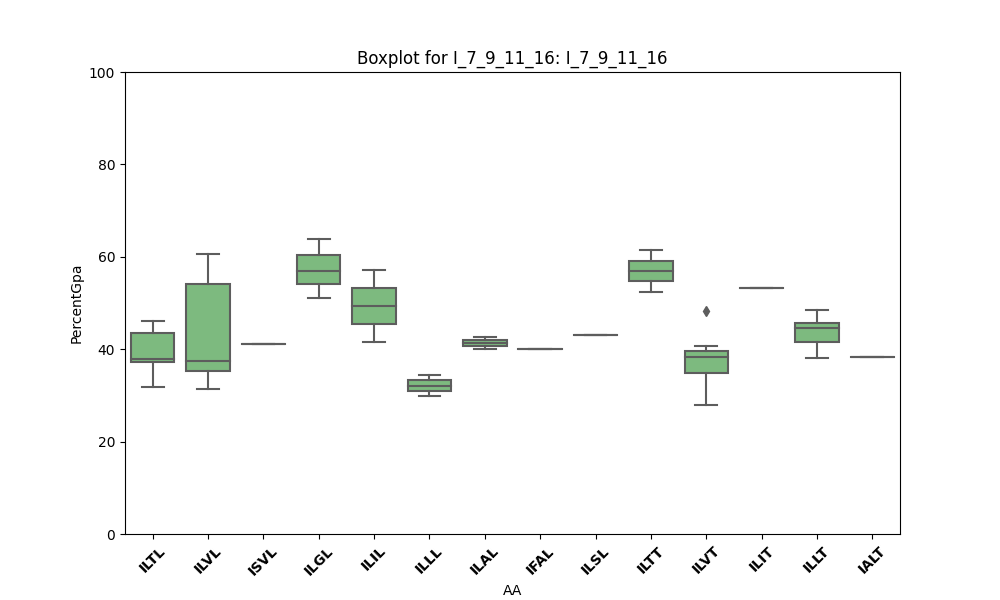 Boxplot for I_7_9_11_16: I_7_9_11_16
100
80
60
40
20
0
PercentGpa
ILTL
ILVL
ISVL
ILGL
ILIL
ILLL
ILAL
IFAL
ILSL
ILTT
ILVT
ILIT
ILLT
IALT
AA